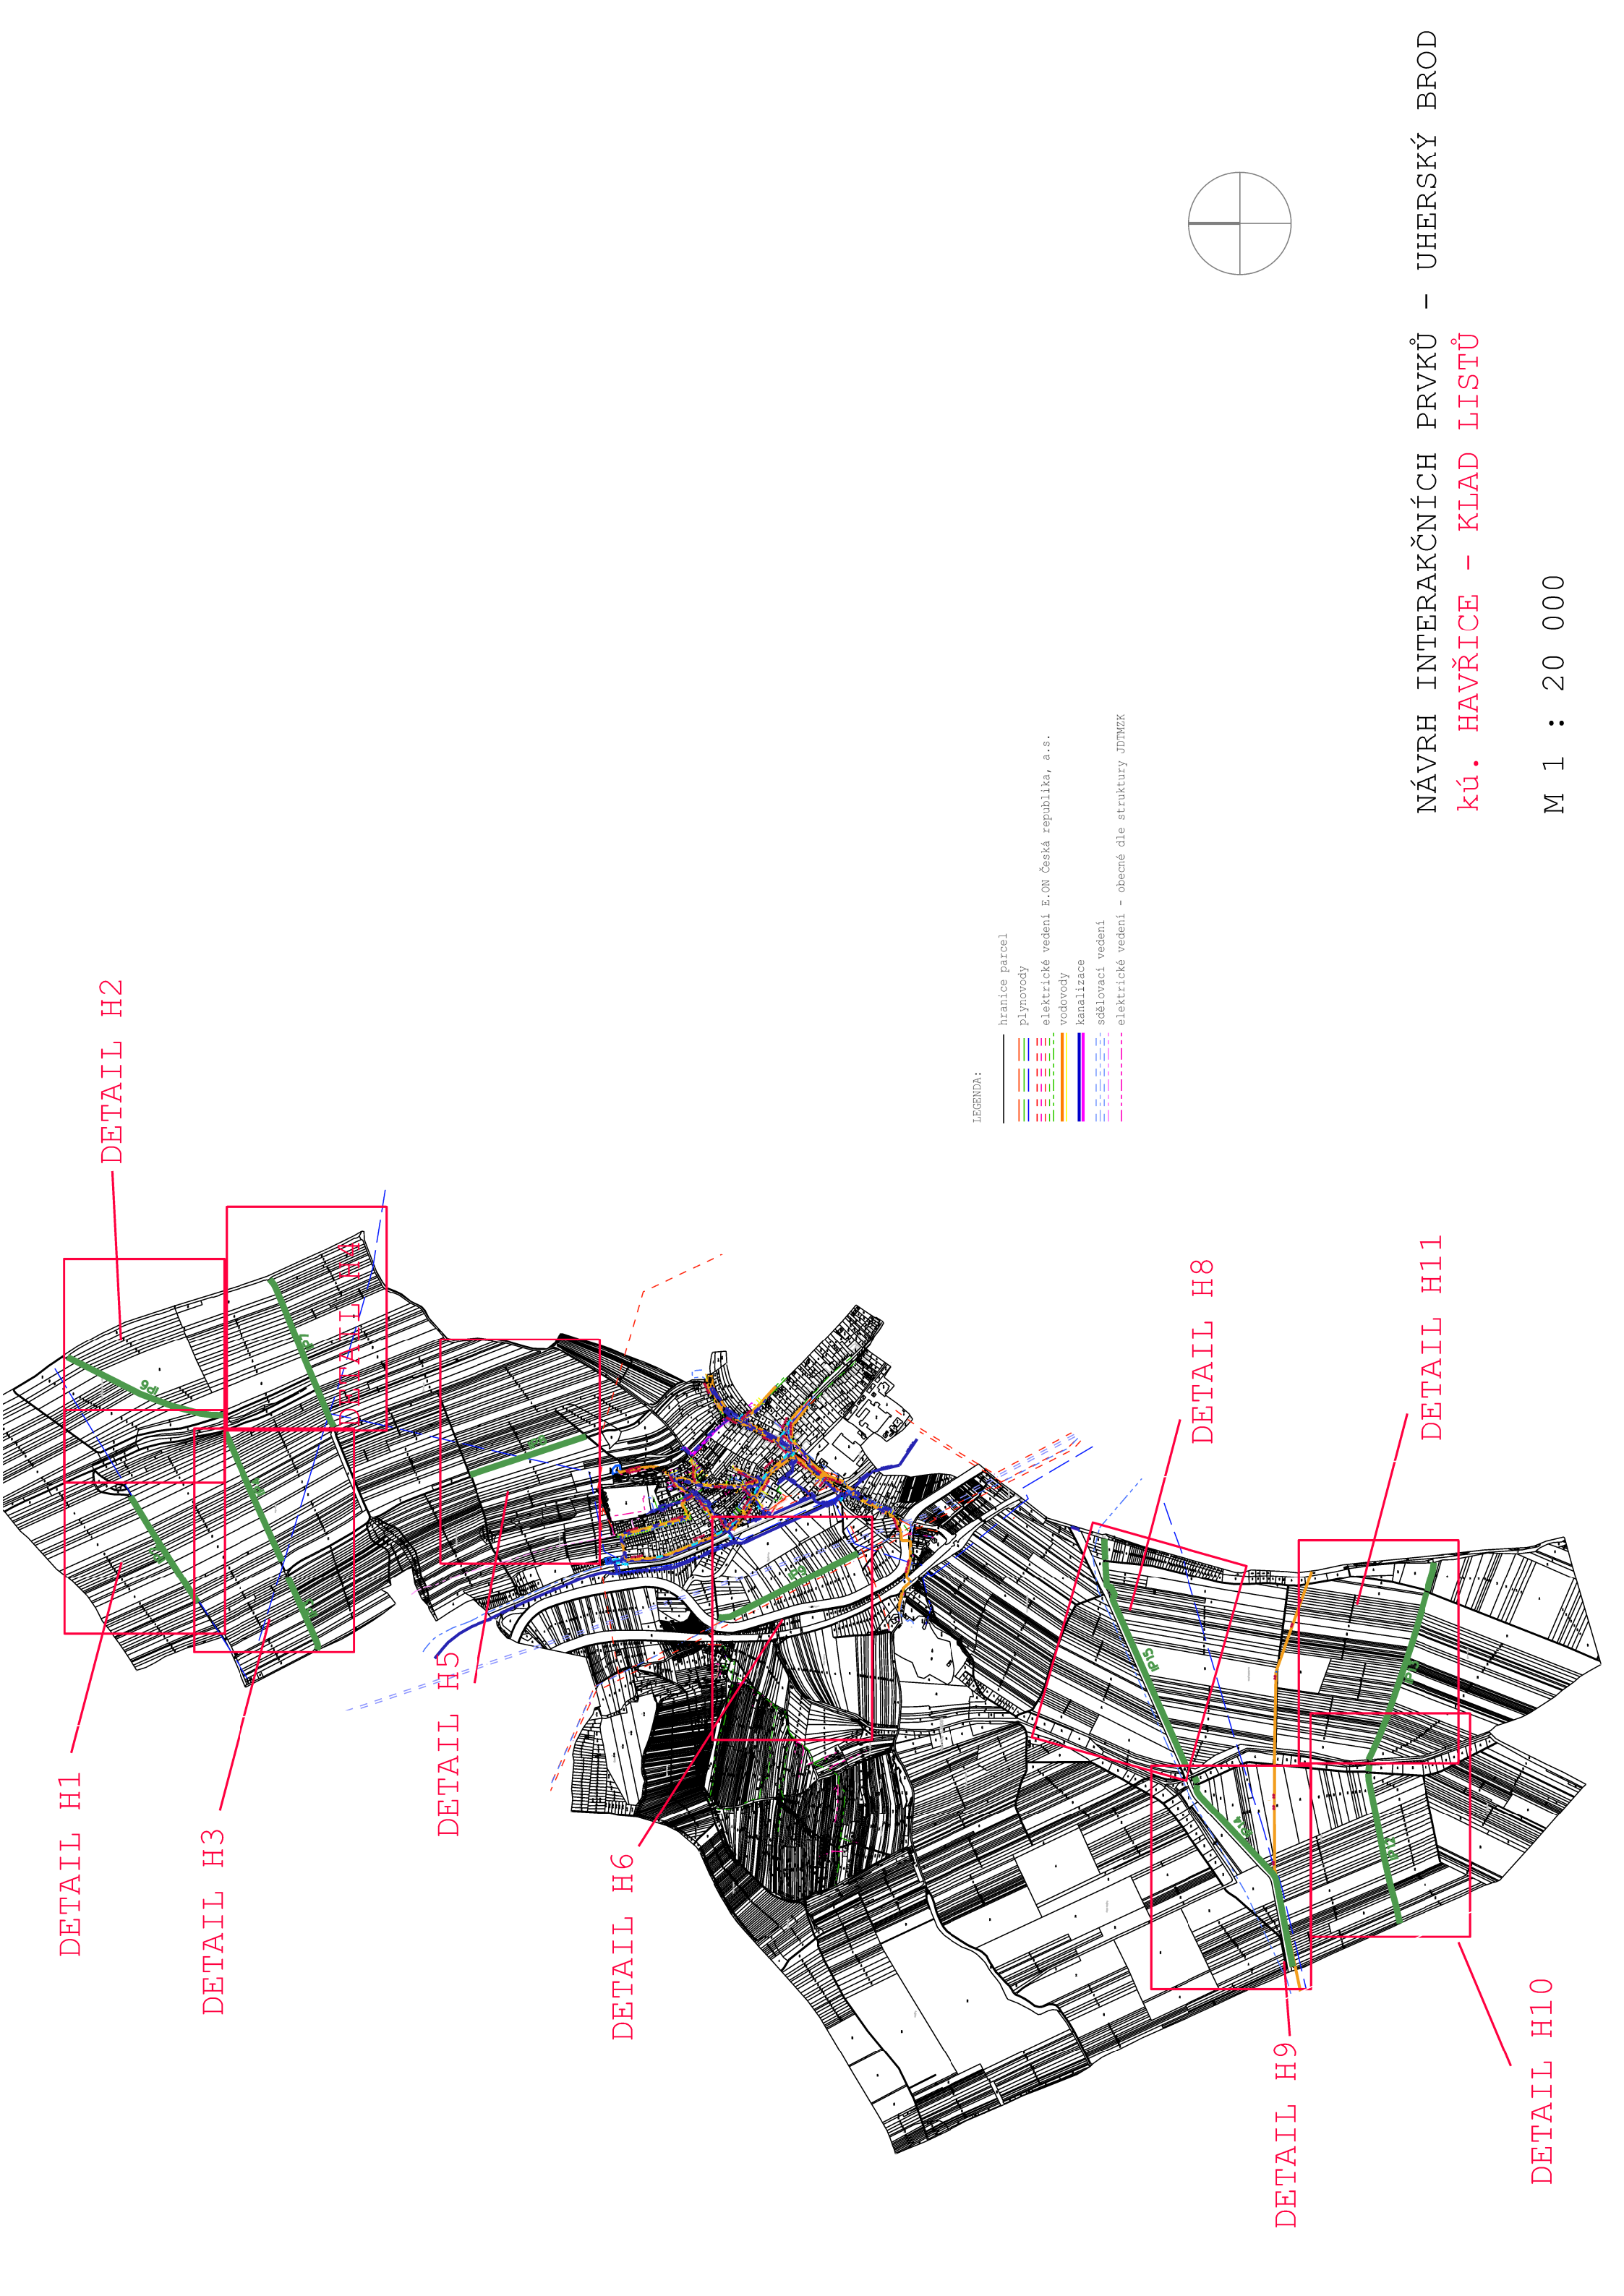 NÁVRH INTERAKČNÍCH PRVKŮ - UHERSKÝ BROD
kú. HAVŘICE - KLAD LISTŮ
M 1 : 20 000
LEGENDA:
hranice parcel
plynovody
elektrické vedení E.ON Česká republika, a.s.
vodovody
kanalizace
sdělovací vedení
elektrické vedení - obecné dle struktury JDTMZK
DETAIL H1
DETAIL H2
DETAIL H3
DETAIL H4
DETAIL H5
DETAIL H6
DETAIL H8
DETAIL H9
DETAIL H10
DETAIL H11
IP6
IP15